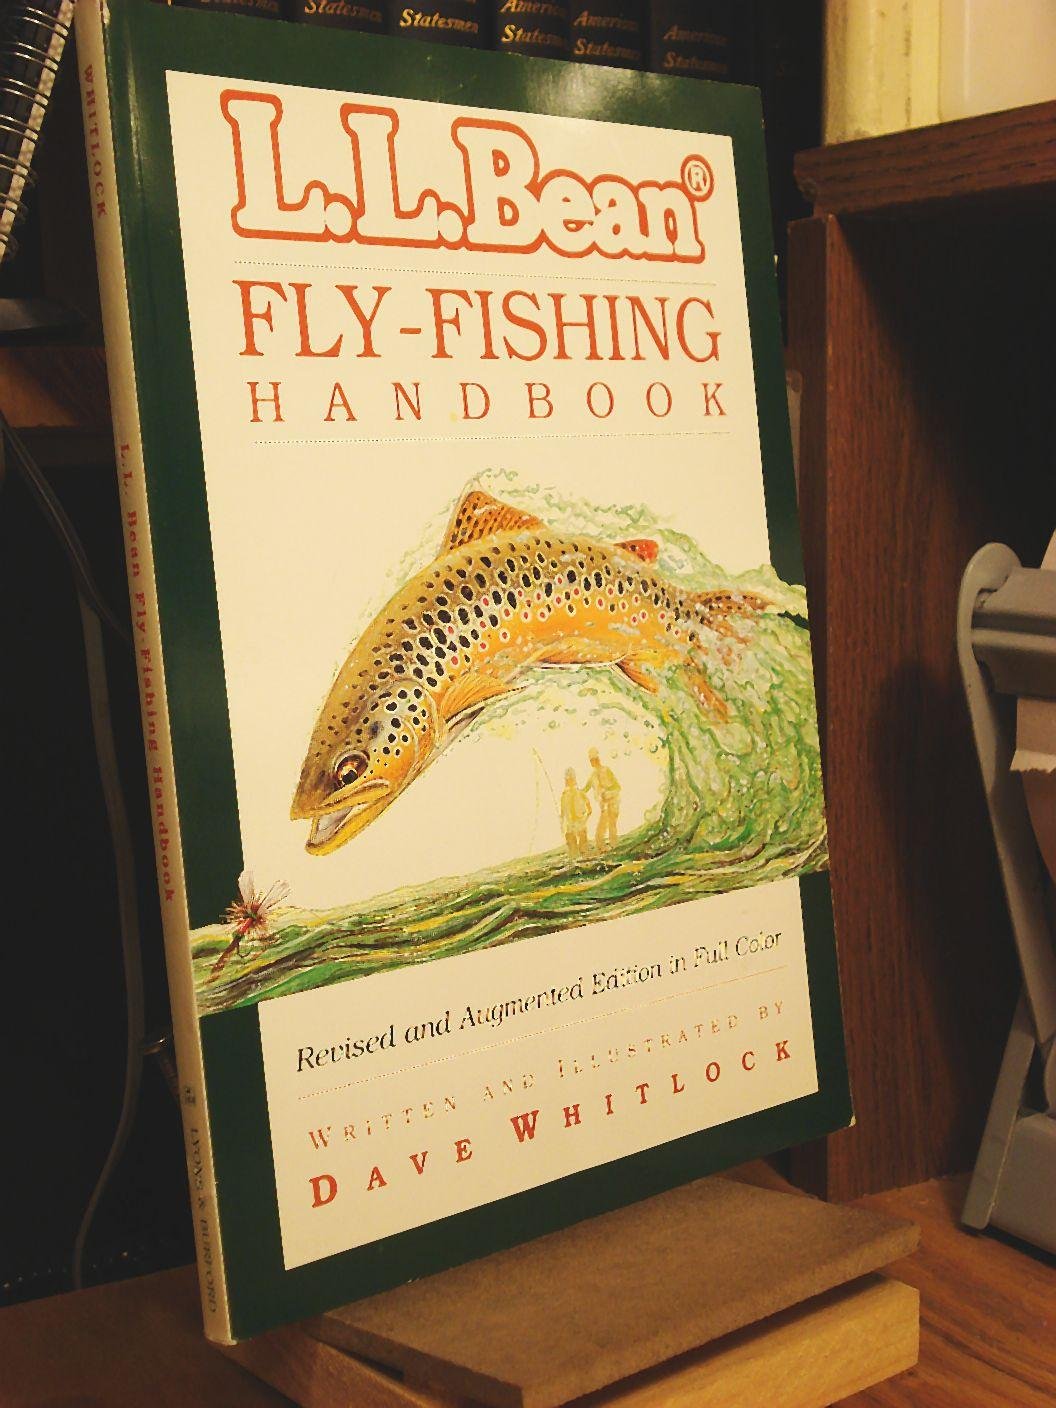 Statesmen
Statesmen
Statesmen
American
Statesmen
American
Statesmen
American
Statesmen
L.L.Bean®
FLY-FISHING
HANDBOOK
Revised and Augmented Edition in Full Color
WRITTEN AND ILLUSTRATED BY
DAVE WHITLOCK
WHITLOCK
L.L. Bean Fly-Fishing Handbook
LYONS & BURFORD